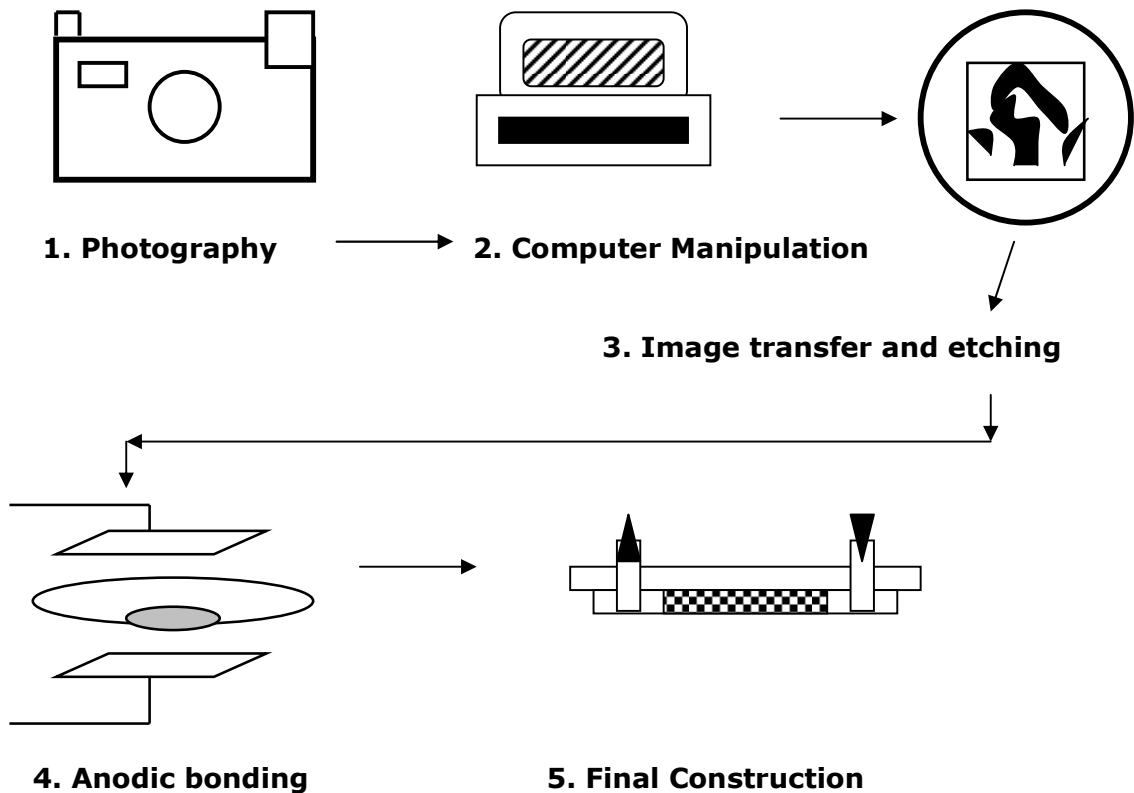 1. Photography
2. Computer Manipulation
3. Image transfer and etching
4. Anodic bonding
5. Final Construction